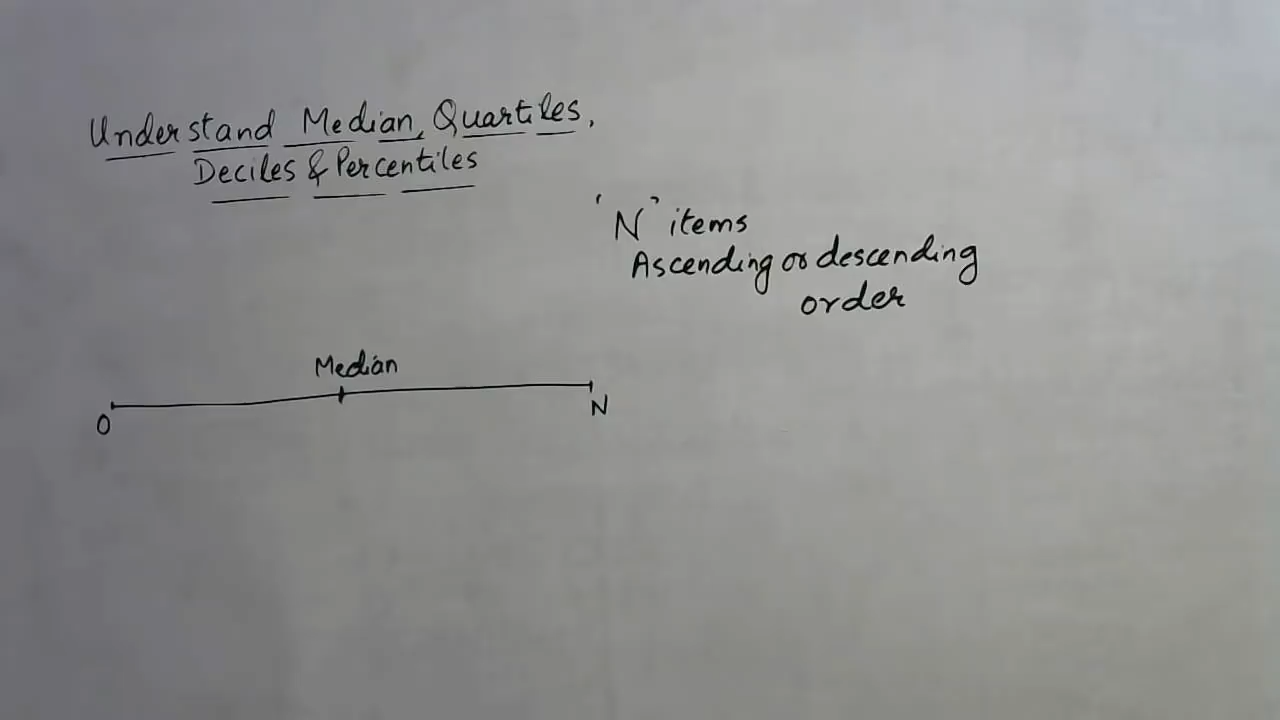 Understand Median, Quartiles,
Deciles & Percentiles
'N' items
Ascending or descending
order
Median
0
N